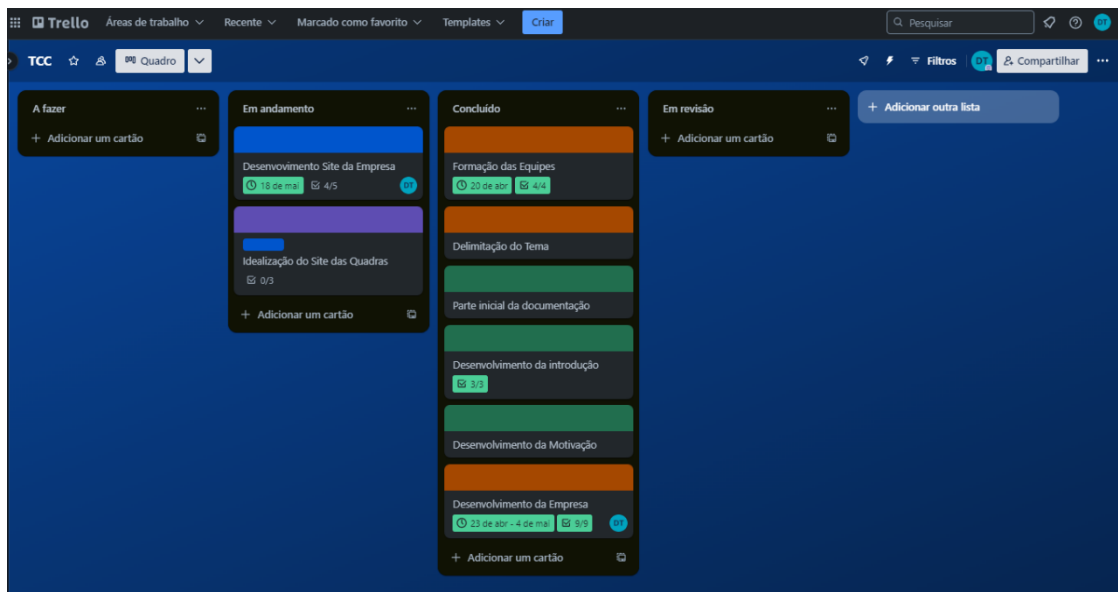 Trello Áreas de trabalho Recente Marcado como favorito Templates Criar Pesquisar DT
TCC Quadro Filtros DT Compartilhar
A fazer
+ Adicionar um cartão
Em andamento
Desenvovimento Site da Empresa
18 de mai 4/5 DT
Idealização do Site das Quadras
0/3
+ Adicionar um cartão
Concluído
Formação das Equipes
20 de abr 4/4
Delimitação do Tema
Parte inicial da documentação
Desenvolvimento da introdução
3/3
Desenvolvimento da Motivação
Desenvolvimento da Empresa
23 de abr - 4 de mai 9/9 DT
+ Adicionar um cartão
Em revisão
+ Adicionar um cartão
+ Adicionar outra lista